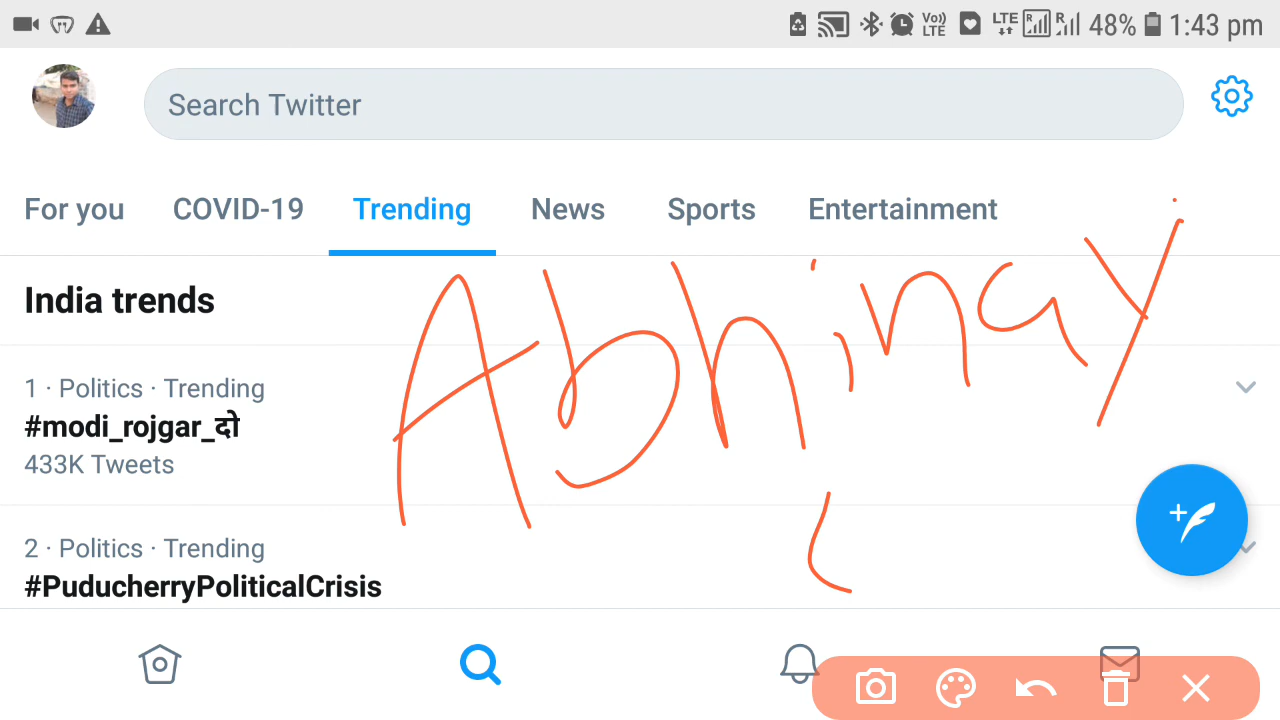 48% 1:43 pm
Search Twitter
For you COVID-19 Trending News Sports Entertainment
India trends
Abhinay
1 · Politics · Trending
#modi_rojgar_दो
433K Tweets
2 · Politics · Trending
#PuducherryPoliticalCrisis